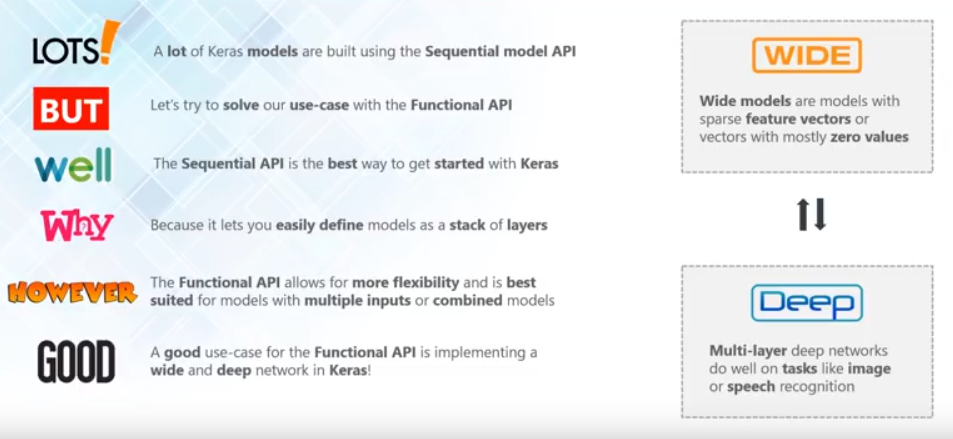 LOTS!
A lot of Keras models are built using the Sequential model API
BUT
Let's try to solve our use-case with the Functional API
well
The Sequential API is the best way to get started with Keras
Why
Because it lets you easily define models as a stack of layers
HOWEVER
The Functional API allows for more flexibility and is best
suited for models with multiple inputs or combined models
GOOD
A good use-case for the Functional API is implementing a
wide and deep network in Keras!
WIDE
Wide models are models with
sparse feature vectors or
vectors with mostly zero values
Deep
Multi-layer deep networks
do well on tasks like image
or speech recognition